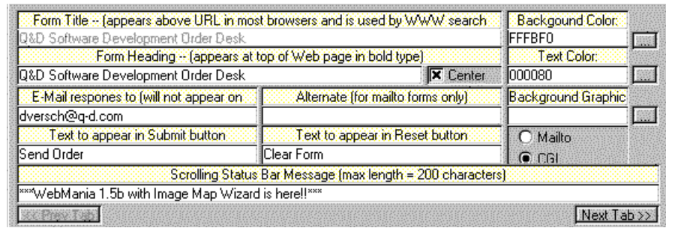 Form Title -- (appears above URL in most browsers and is used by WWW search
Backgound Color:
Q&D Software Development Order Desk
FFFBF0
...
Form Heading -- (appears at top of Web page in bold type)
Text Color:
Q&D Software Development Order Desk
Center
000080
...
E-Mail respones to (will not appear on
Alternate (for mailto forms only)
Background Graphic
dversch@q-d.com
...
Text to appear in Submit button
Text to appear in Reset button
Mailto
Send Order
Clear Form
CGI
Scrolling Status Bar Message (max length = 200 characters)
***WebMania 1.5b with Image Map Wizard is here!!***
<< Prev Tab
Next Tab >>